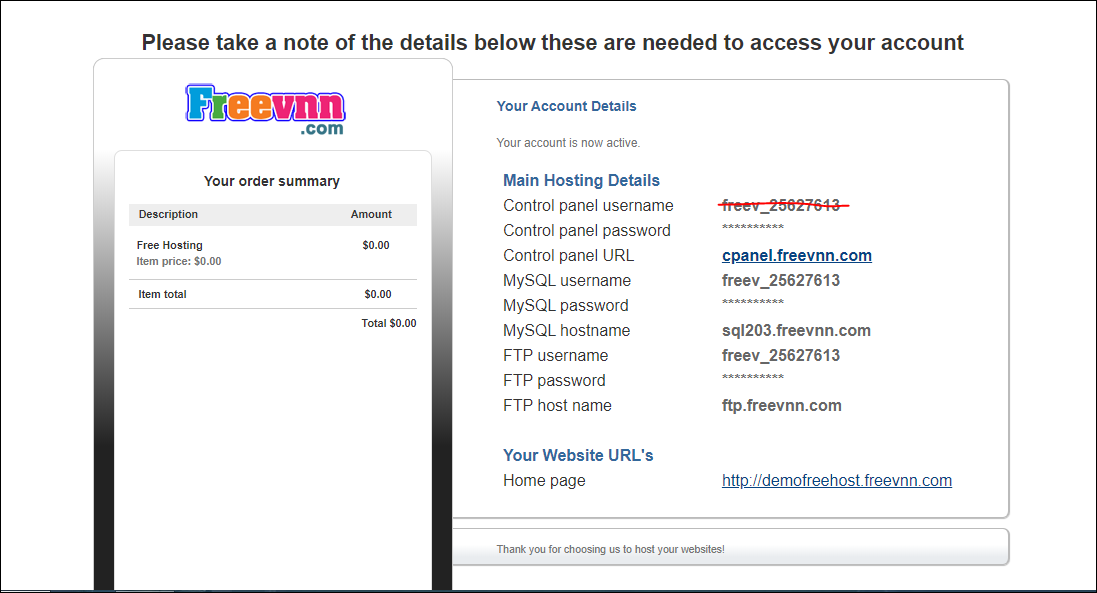 Please take a note of the details below these are needed to access your account
Freevnn
.com
Your order summary
Description Amount
Free Hosting $0.00
Item price: $0.00
Item total $0.00
Total $0.00
Your Account Details
Your account is now active.
Main Hosting Details
Control panel username freev_25627613
Control panel password **********
Control panel URL cpanel.freevnn.com
MySQL username freev_25627613
MySQL password **********
MySQL hostname sql203.freevnn.com
FTP username freev_25627613
FTP password **********
FTP host name ftp.freevnn.com
Your Website URL's
Home page http://demofreehost.freevnn.com
Thank you for choosing us to host your websites!